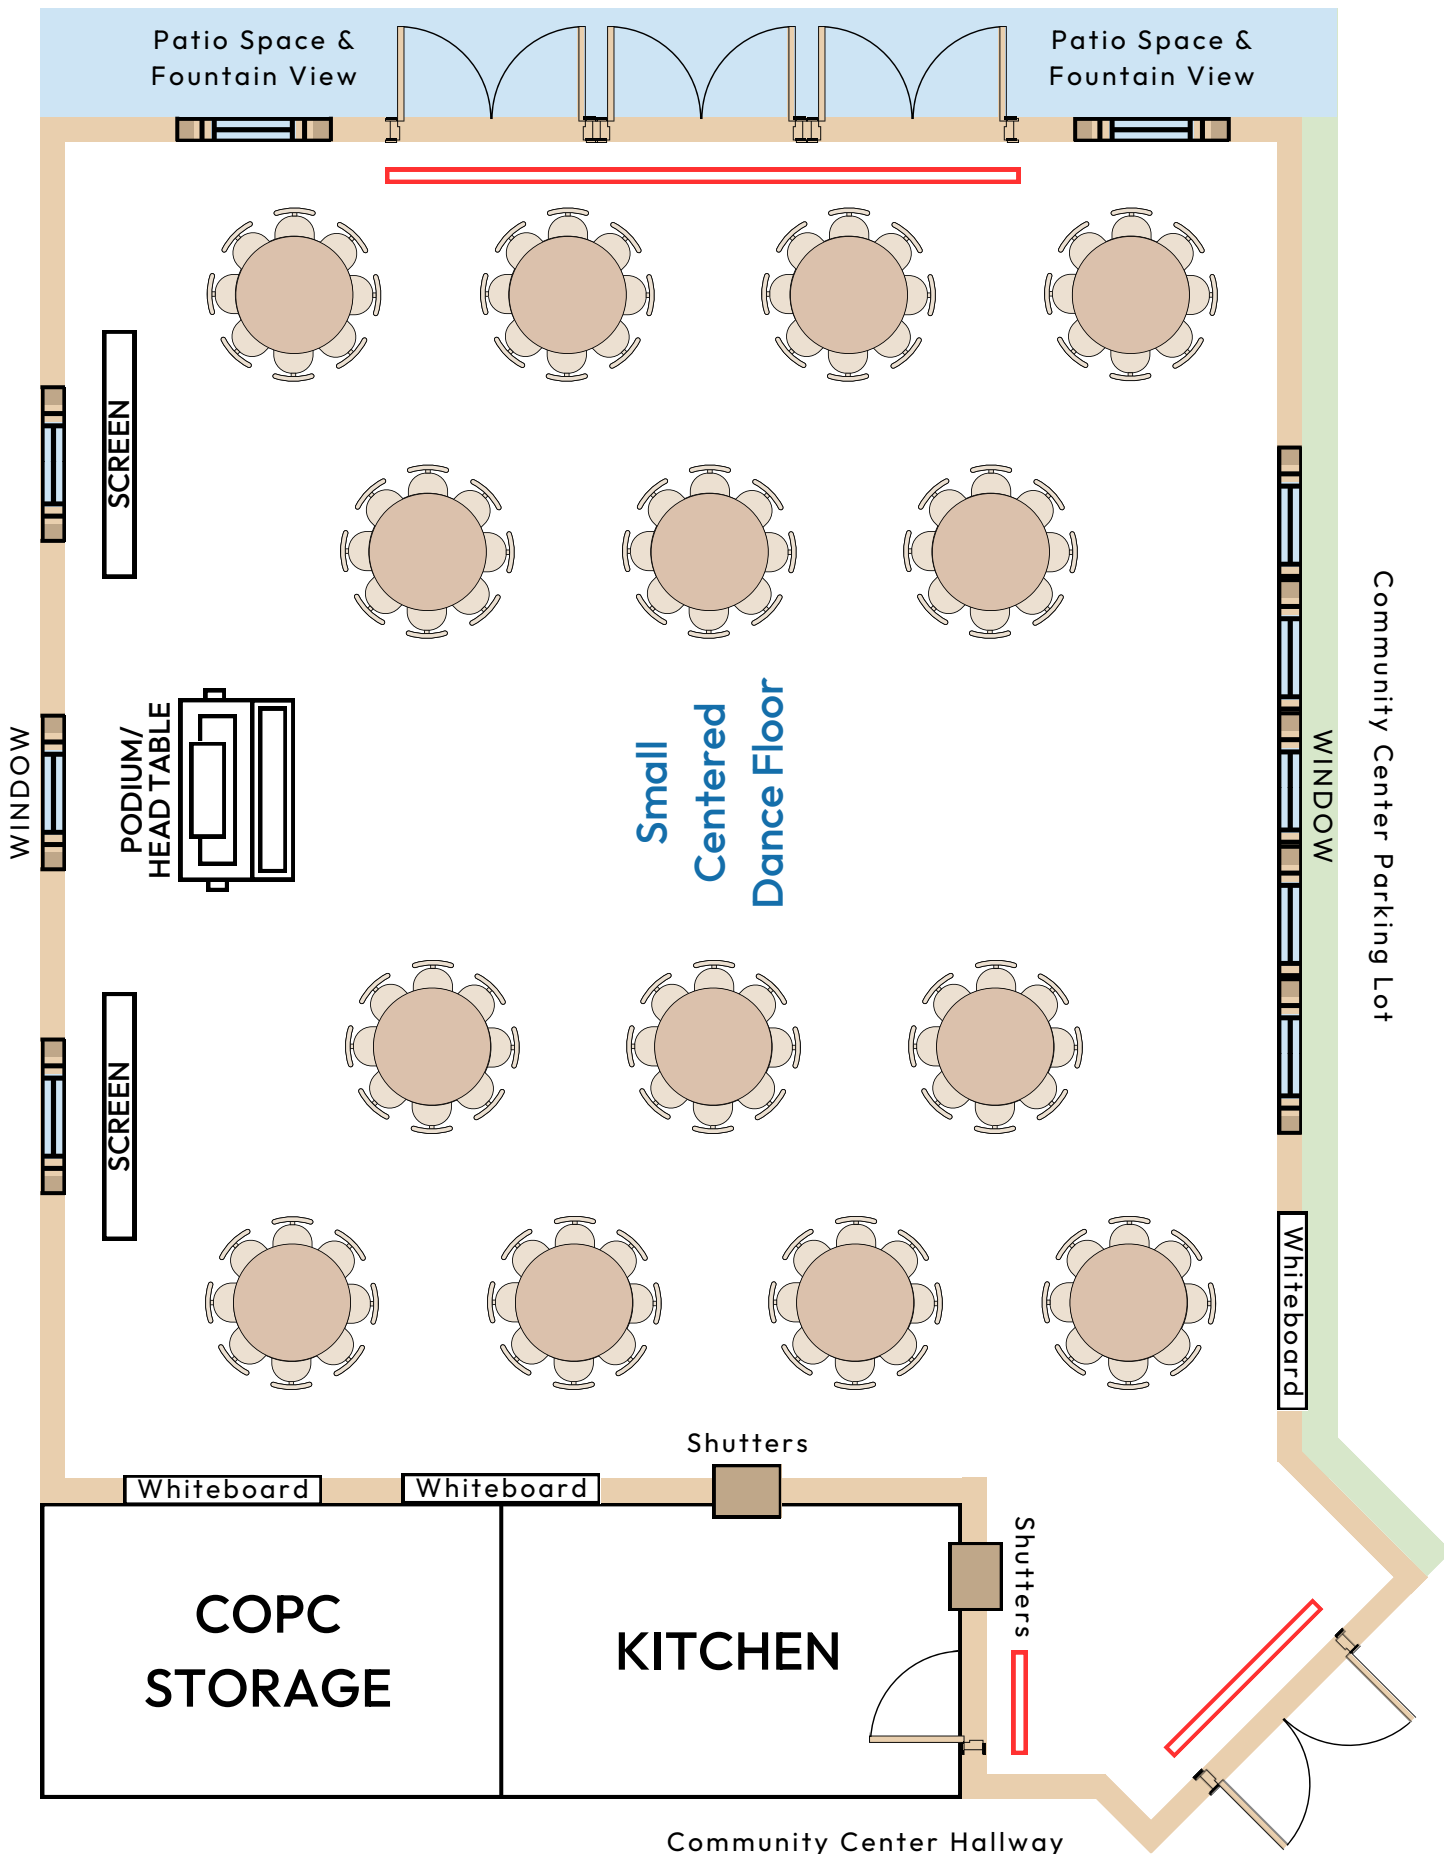 Patio Space &
Fountain View
Patio Space &
Fountain View
SCREEN
WINDOW
PODIUM/
HEAD TABLE
Small
Centered
Dance Floor
WINDOW
Community Center Parking Lot
SCREEN
Whiteboard
Shutters
Whiteboard
Whiteboard
Shutters
COPC
STORAGE
KITCHEN
Community Center Hallway